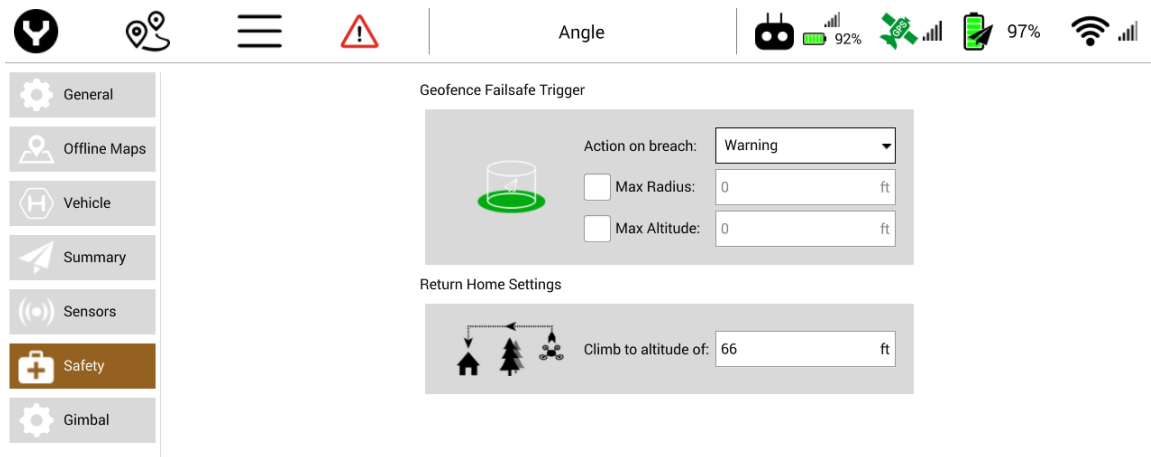 Angle
92%
GPS
97%
General
Offline Maps
Vehicle
Summary
Sensors
Safety
Gimbal
Geofence Failsafe Trigger
Action on breach: Warning
Max Radius: 0 ft
Max Altitude: 0 ft
Return Home Settings
Climb to altitude of: 66 ft